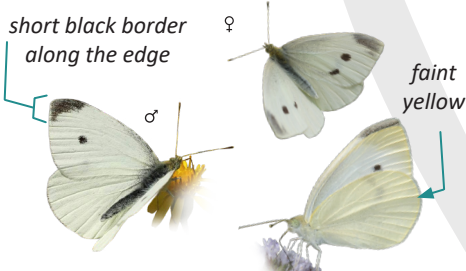 short black border
along the edge
♀
♂
faint
yellow